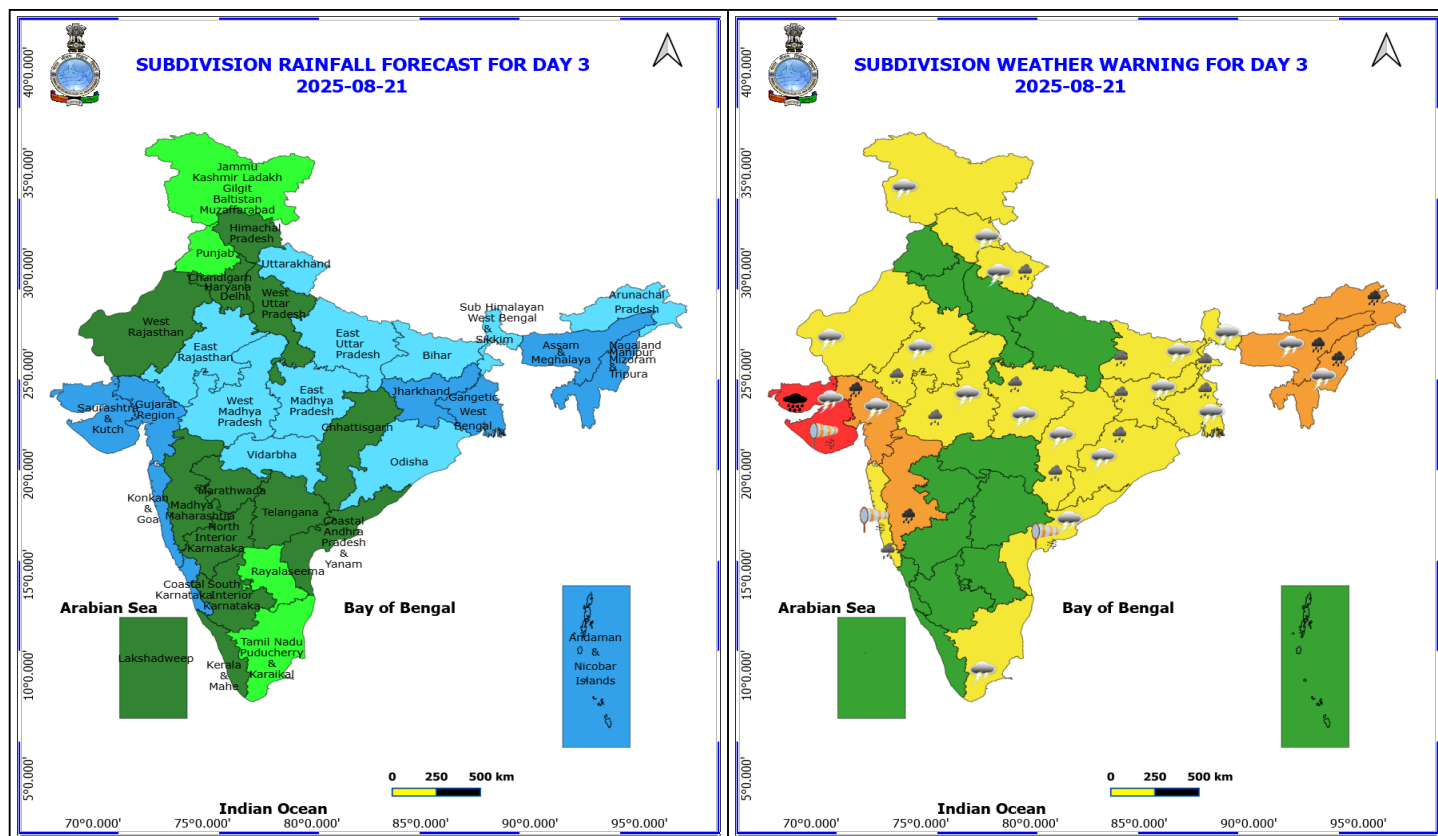 SUBDIVISION RAINFALL FORECAST FOR DAY 3
2025-08-21
40°0.000'
35°0.000'
30°0.000'
25°0.000'
20°0.000'
15°0.000'
10°0.000'
5°0.000'
Jammu
Kashmir Ladakh
Gilgit
Baltistan
Muzaffarabad
Himachal
Pradesh
Punjab
Uttarakhand
Chandigarh
Haryana
Delhi
West
Uttar
Pradesh
West
Rajasthan
East
Rajasthan
East
Uttar
Pradesh
Bihar
Sub Himalayan
West Bengal
&
Sikkim
Arunachal
Pradesh
Assam
&
Meghalaya
Nagaland
Manipur
Mizoram
&
Tripura
Saurashtra
&
Kutch
Gujarat
Region
West
Madhya
Pradesh
East
Madhya
Pradesh
Jharkhand
Gangetic
West
Bengal
Chhattisgarh
Vidarbha
Odisha
Konkan
&
Goa
Marathwada
Madhya
Maharashtra
North
Interior
Karnataka
Telangana
Coastal
Andhra
Pradesh
&
Yanam
Rayalaseema
Coastal
Karnataka
South
Interior
Karnataka
Arabian Sea
Bay of Bengal
Lakshadweep
Kerala
&
Mahe
Tamil Nadu
Puducherry
&
Karaikal
Andaman
&
Nicobar
Islands
0 250 500 km
Indian Ocean
70°0.000' 75°0.000' 80°0.000' 85°0.000' 90°0.000' 95°0.000'
SUBDIVISION WEATHER WARNING FOR DAY 3
2025-08-21
40°0.000'
35°0.000'
30°0.000'
25°0.000'
20°0.000'
15°0.000'
10°0.000'
5°0.000'
Arabian Sea
Bay of Bengal
0 250 500 km
Indian Ocean
70°0.000' 75°0.000' 80°0.000' 85°0.000' 90°0.000' 95°0.000'